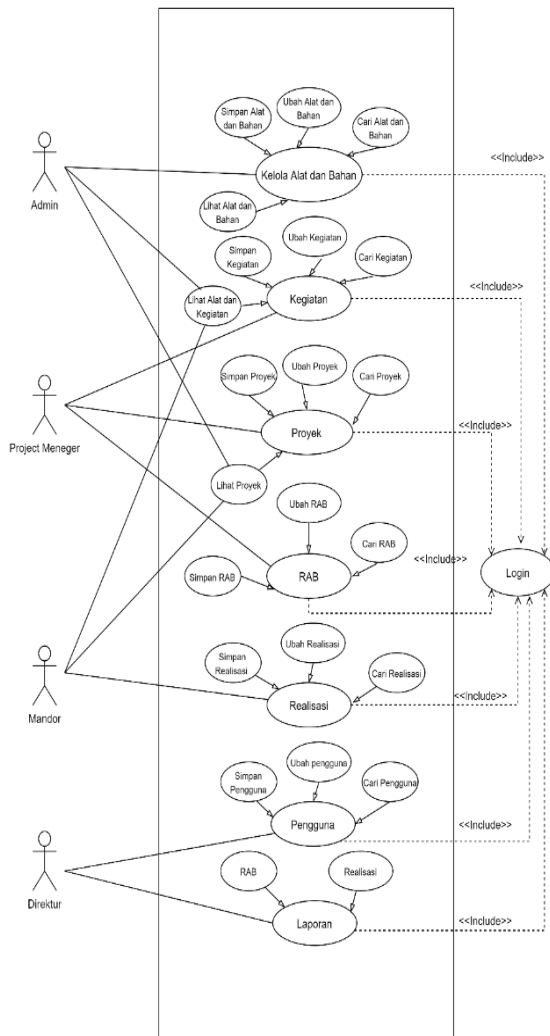 Simpan Alat
dan Bahan
Ubah Alat dan
Bahan
Cari Alat dan
Bahan
<<Include>>
Kelola Alat dan Bahan
Admin
Lihat Alat dan
Bahan
Simpan
Kegiatan
Ubah Kegiatan
Cari Kegiatan
<<Include>>
Lihat Alat dan
Kegiatan
Kegiatan
Simpan Proyek
Ubah Proyek
Cari Proyek
Project Meneger
<<Include>>
Proyek
Lihat Proyek
Ubah RAB
Cari RAB
<<Include>>
Simpan RAB
RAB
Login
Simpan
Realisasi
Ubah Realisasi
Cari Realisasi
Mandor
<<Include>>
Realisasi
Simpan
Pengguna
Ubah pengguna
Cari Pengguna
<<Include>>
Pengguna
RAB
Realisasi
Direktur
Laporan
<<Include>>